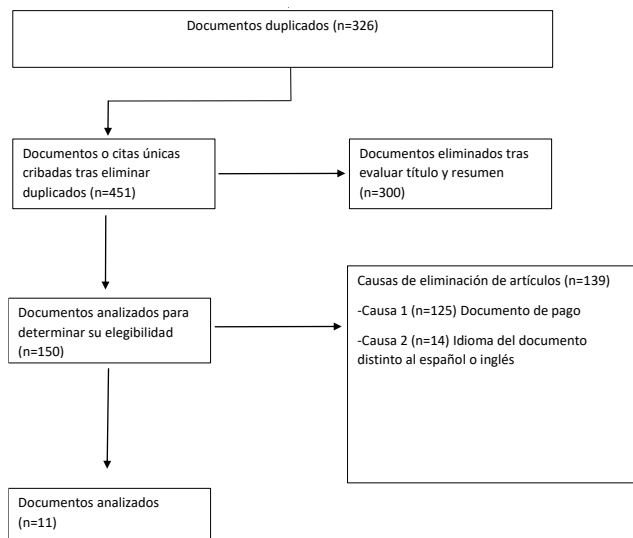 Documentos duplicados (n=326)
Documentos o citas únicas
cribadas tras eliminar
duplicados (n=451)
Documentos eliminados tras
evaluar título y resumen
(n=300)
Causas de eliminación de artículos (n=139)
-Causa 1 (n=125) Documento de pago
-Causa 2 (n=14) Idioma del documento
distinto al español o inglés
Documentos analizados para
determinar su elegibilidad
(n=150)
Documentos analizados
(n=11)